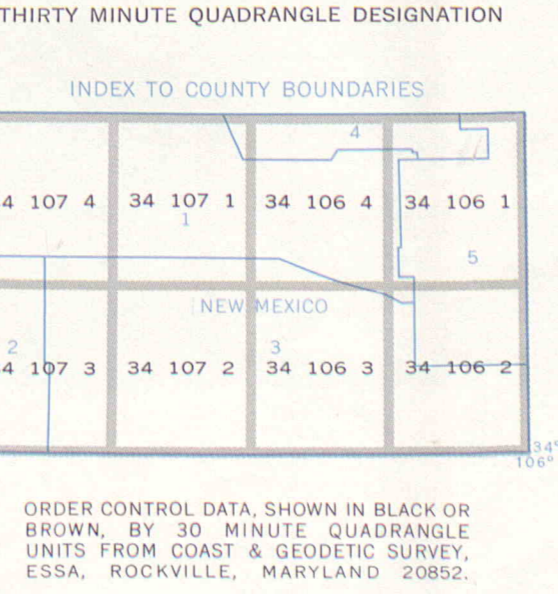 THIRTY MINUTE QUADRANGLE DESIGNATION
INDEX TO COUNTY BOUNDARIES
4
4 107 4 34 107 1 34 106 4 34 106 1
1
5
NEW MEXICO
2 3
4 107 3 34 107 2 34 106 3 34 106 2
34°
106°
ORDER CONTROL DATA, SHOWN IN BLACK OR
BROWN, BY 30 MINUTE QUADRANGLE
UNITS FROM COAST & GEODETIC SURVEY,
ESSA, ROCKVILLE, MARYLAND 20852.